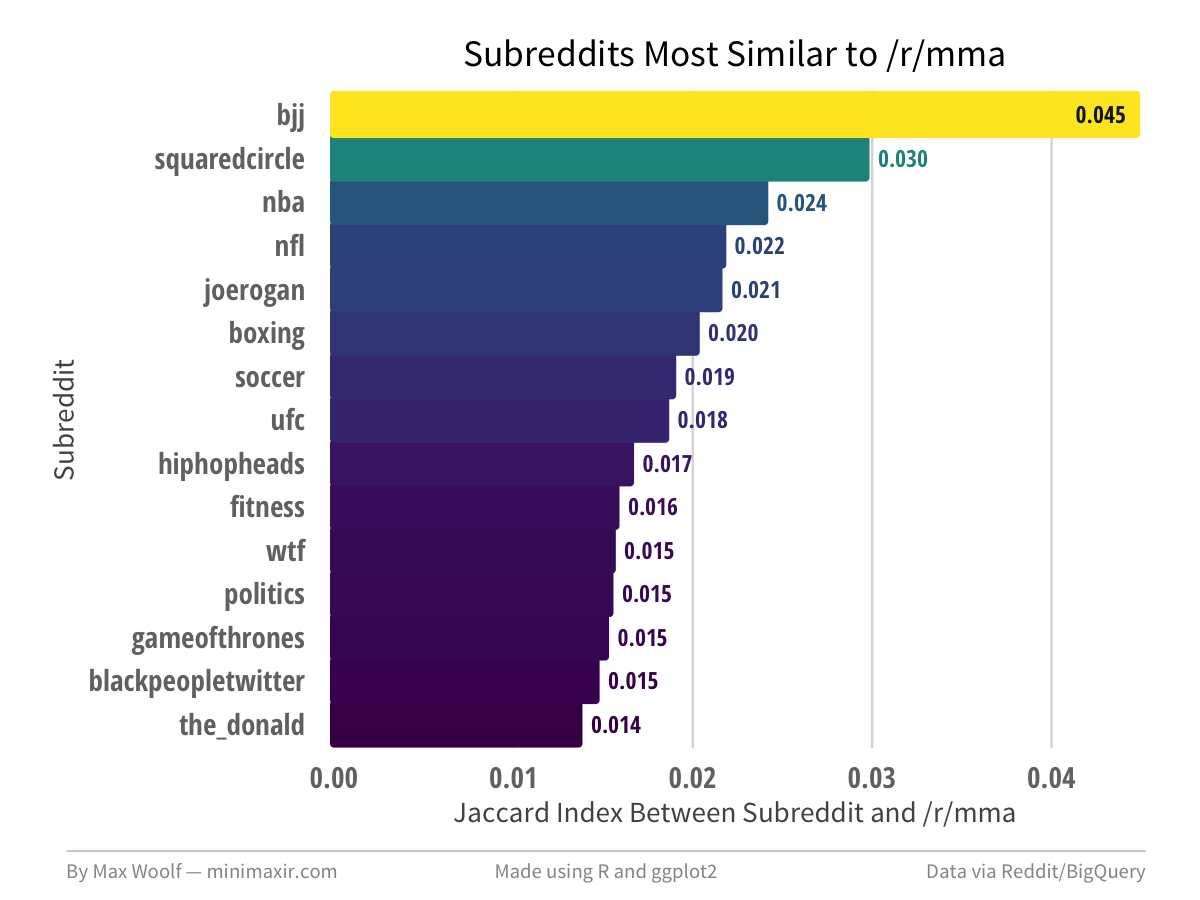 Subreddits Most Similar to /r/mma
bjj
0.045
squaredcircle
0.030
nba
0.024
nfl
0.022
joerogan
0.021
boxing
0.020
soccer
0.019
ufc
0.018
hiphopheads
0.017
fitness
0.016
wtf
0.015
politics
0.015
gameofthrones
0.015
blackpeopletwitter
0.015
the_donald
0.014
Subreddit
0.00 0.01 0.02 0.03 0.04
Jaccard Index Between Subreddit and /r/mma
By Max Woolf — minimaxir.com
Made using R and ggplot2
Data via Reddit/BigQuery